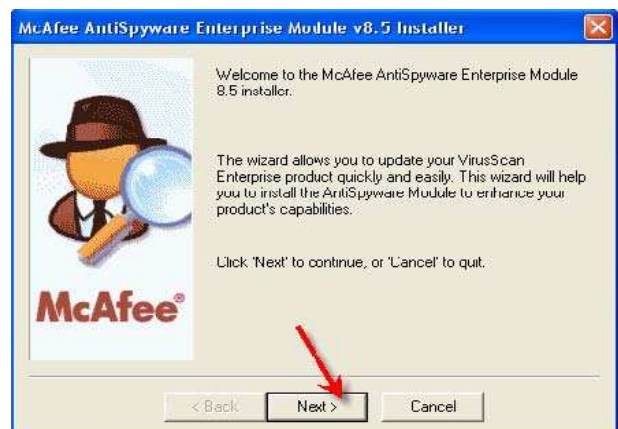 McAfee AntiSpyware Enterprise Module v8.5 Installer
Welcome to the McAfee AntiSpyware Enterprise Module
8.5 installer.
The wizard allows you to update your VirusScan
Enterprise product quickly and easily. This wizard will help
you to install the AntiSpyware Module to enhance your
product's capabilities.
Click 'Next' to continue, or 'Cancel' to quit.
McAfee®
< Back
Next >
Cancel